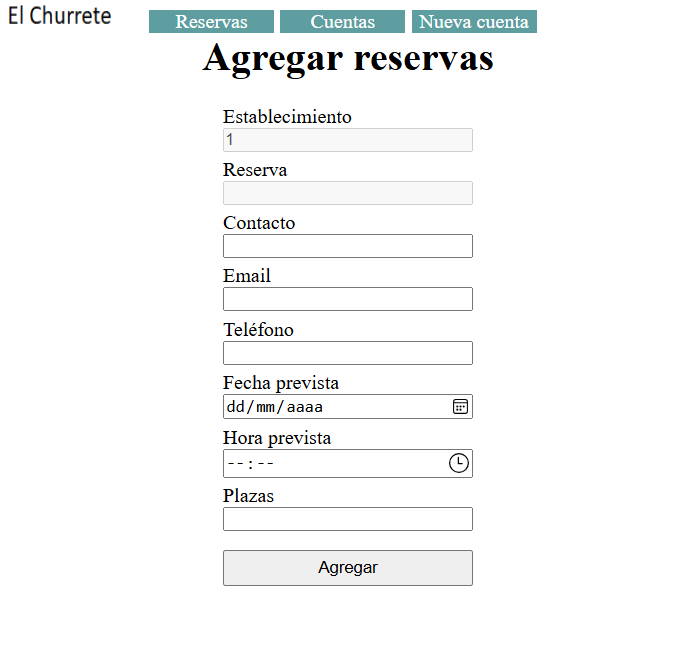 El Churrete
Reservas Cuentas Nueva cuenta
Agregar reservas
Establecimiento
1
Reserva
Contacto
Email
Teléfono
Fecha prevista
dd/mm/aaaa
Hora prevista
--:--
Plazas
Agregar